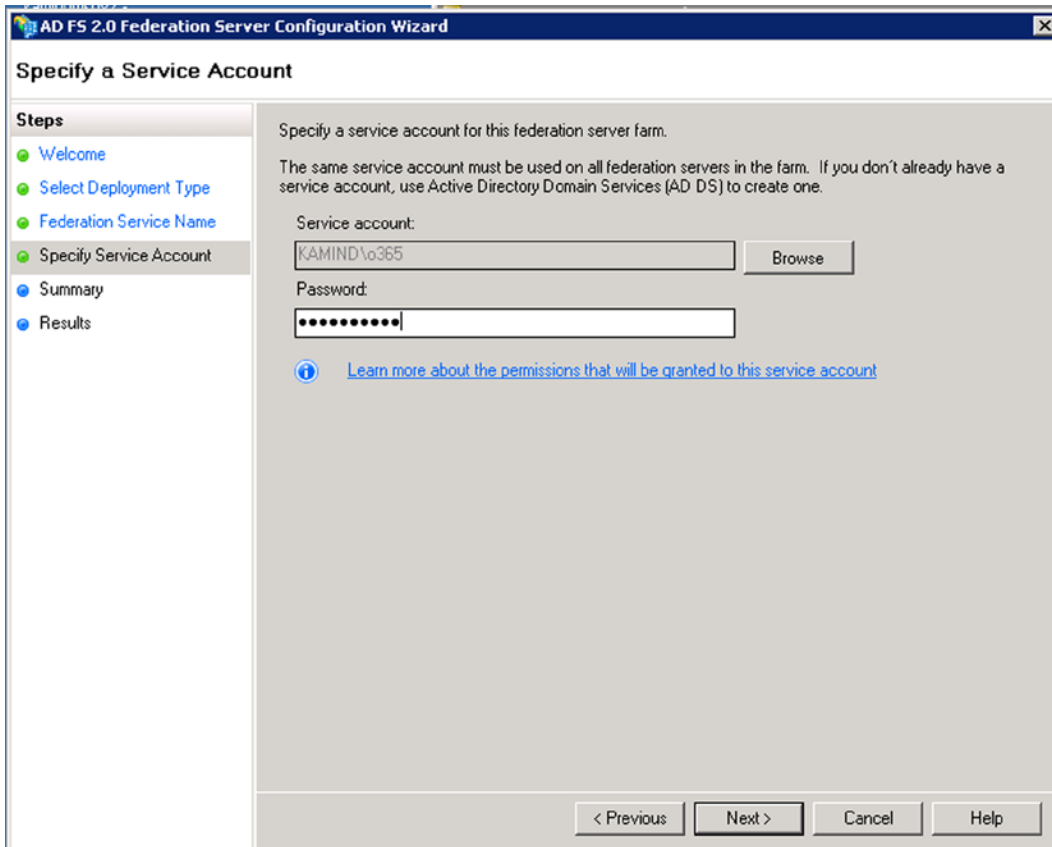 AD FS 2.0 Federation Server Configuration Wizard
Specify a Service Account
Steps
Welcome
Select Deployment Type
Federation Service Name
Specify Service Account
Summary
Results
Specify a service account for this federation server farm.
The same service account must be used on all federation servers in the farm. If you don´t already have a
service account, use Active Directory Domain Services (AD DS) to create one.
Service account:
KAMIND\o365
Browse
Password:
••••••••••
Learn more about the permissions that will be granted to this service account
< Previous
Next >
Cancel
Help